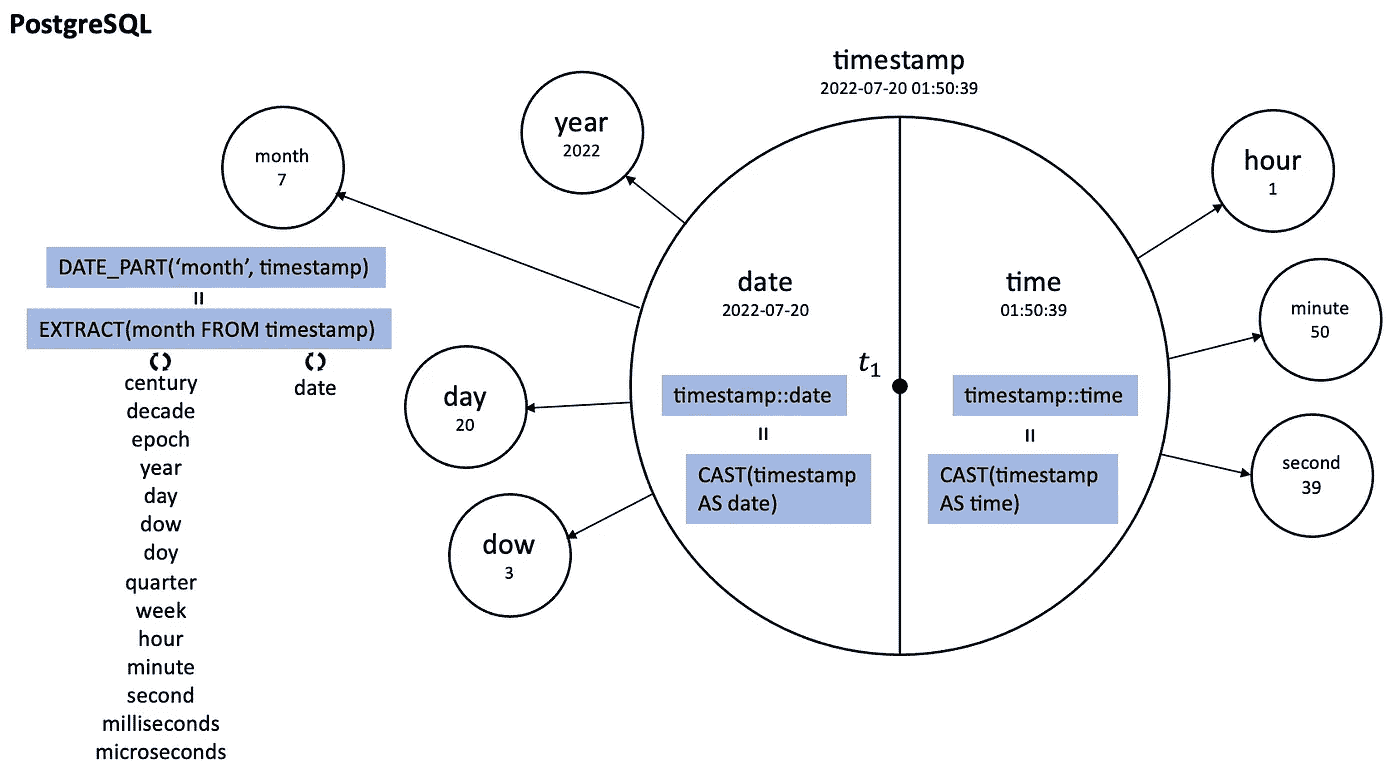 PostgreSQL
timestamp
2022-07-20 01:50:39
month
7
year
2022
hour
1
DATE_PART(‘month’, timestamp)
=
EXTRACT(month FROM timestamp)
century
decade
epoch
year
day
dow
doy
quarter
week
hour
minute
second
milliseconds
microseconds
date
day
20
dow
3
date
2022-07-20
t1
timestamp::date
=
CAST(timestamp
AS date)
time
01:50:39
timestamp::time
=
CAST(timestamp
AS time)
minute
50
second
39